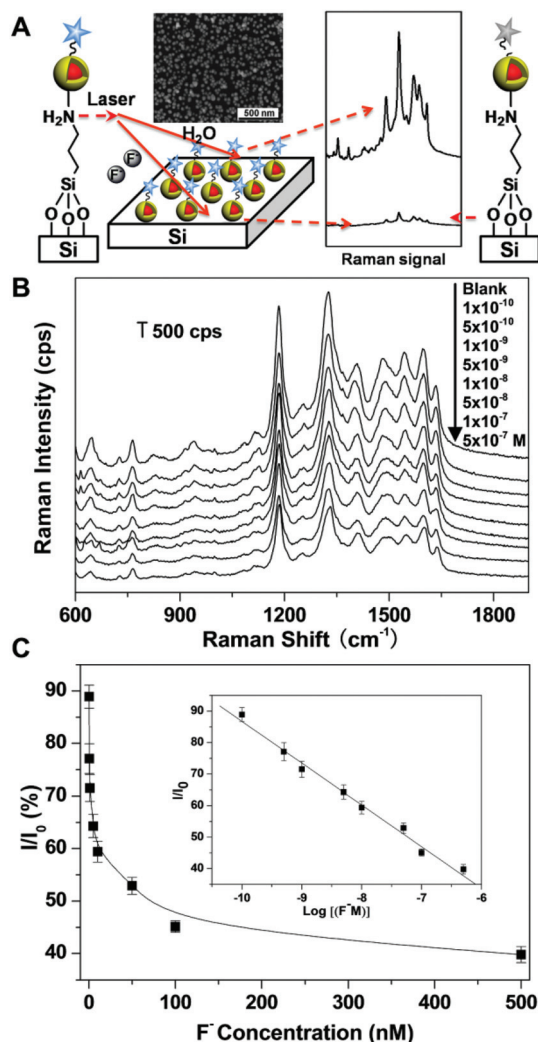 A
H₂N
Si
O O O
Si
Laser
F⁻
F⁻
H₂O
500 nm
Si
Raman signal
H₂N
Si
O O O
Si
B
T 500 cps
Blank
1x10⁻¹⁰
5x10⁻¹⁰
1x10⁻⁹
5x10⁻⁹
1x10⁻⁸
5x10⁻⁸
1x10⁻⁷
5x10⁻⁷ M
Raman Intensity (cps)
600 900 1200 1500 1800
Raman Shift (cm⁻¹)
C
I/I₀ (%)
90
80
70
60
50
40
I/I₀
90
80
70
60
50
40
-10 -9 -8 -7 -6
Log [(F⁻M)]
0 100 200 300 400 500
F⁻ Concentration (nM)